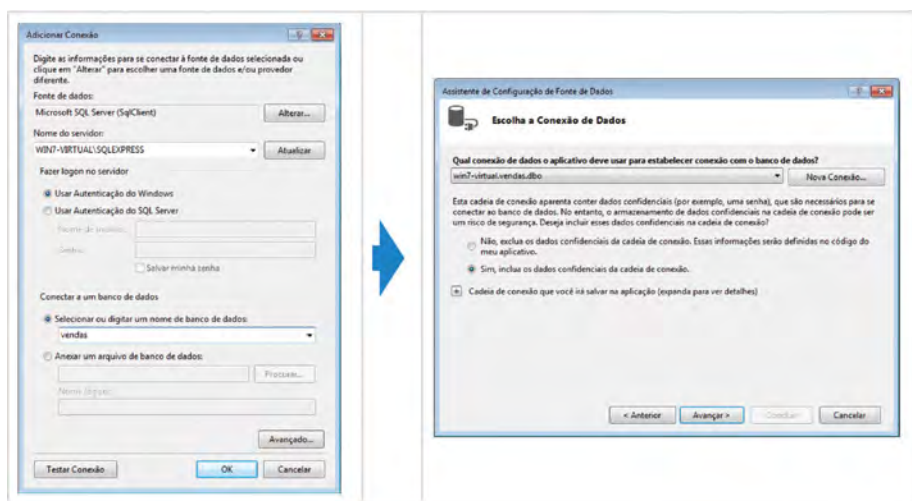 Adicionar Conexão
Digite as informações para se conectar à fonte de dados selecionada ou
clique em "Alterar" para escolher uma fonte de dados e/ou provedor
diferente.
Fonte de dados:
Microsoft SQL Server (SqlClient)
Alterar...
Nome do servidor:
WIN7-VIRTUAL\SQLEXPRESS
Atualizar
Fazer logon no servidor
Usar Autenticação do Windows
Usar Autenticação do SQL Server
Nome de usuário:
Senha:
Salvar minha senha
Conectar a um banco de dados
Selecionar ou digitar um nome de banco de dados:
vendas
Anexar um arquivo de banco de dados:
Procurar...
Nome lógico:
Avançado...
Testar Conexão
OK
Cancelar
Assistente de Configuração de Fonte de Dados
Escolha a Conexão de Dados
Qual conexão de dados o aplicativo deve usar para estabelecer conexão com o banco de dados?
win7-virtual.vendas.dbo
Nova Conexão...
Esta cadeia de conexão aparenta conter dados confidenciais (por exemplo, uma senha), que são necessários para se
conectar ao banco de dados. No entanto, o armazenamento de dados confidenciais na cadeia de conexão pode ser
um risco de segurança. Deseja incluir esses dados confidenciais na cadeia de conexão?
Não, exclua os dados confidenciais da cadeia de conexão. Essas informações serão definidas no código do
meu aplicativo.
Sim, inclua os dados confidenciais da cadeia de conexão.
Cadeia de conexão que você irá salvar na aplicação (expanda para ver detalhes)
< Anterior
Avançar >
Concluir
Cancelar